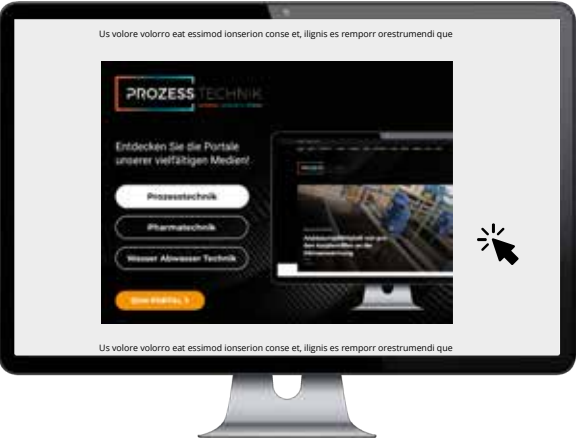 Us volore volorro eat essimod ionserion conse et, ilignis es remporr orestrumendi que
PROZESSTECHNIK
Entdecken Sie die Portale
unserer vielfältigen Medien!
Prozesstechnik
Pharmatechnik
Wasser Abwasser Technik
ZUM PORTAL >
Us volore volorro eat essimod ionserion conse et, ilignis es remporr orestrumendi que